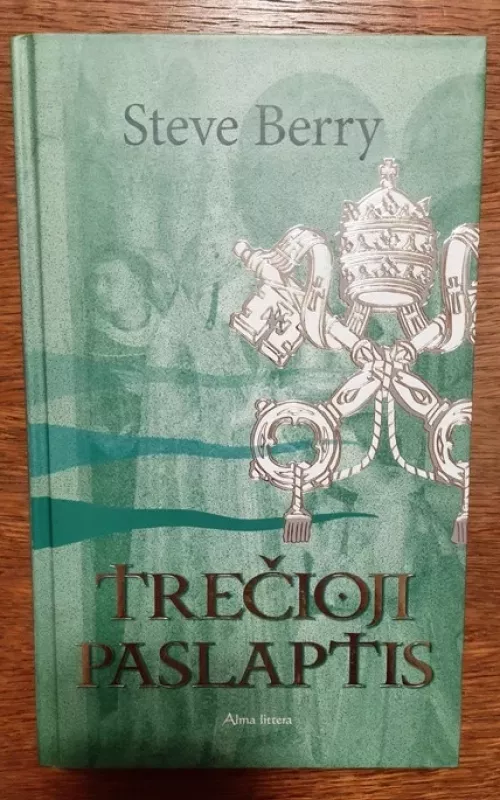 Steve Berry
TREČIOJI
PASLAPTIS
Alma littera